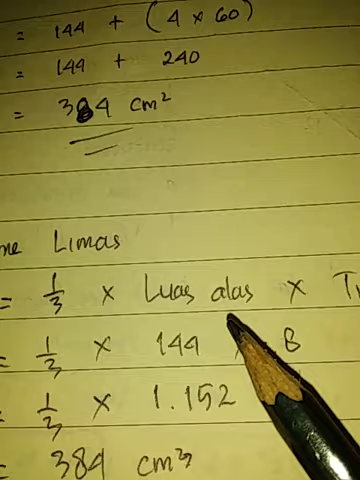 = 144 + (4 x 60)
= 144 + 240
= 384 cm²
Limas
= 1/3 x Luas alas x
= 1/3 x 144 x 8
= 1/3 x 1.152
= 384 cm³